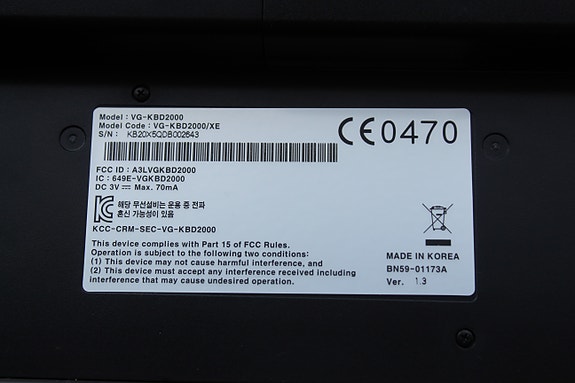 Model : VG-KBD2000
Model Code : VG-KBD2000/XE
S/N : KB20X5QDB002643
CE0470
FCC ID : A3LVGKBD2000
IC : 649E-VGKBD2000
DC 3V⎓ Max. 70mA
해당 무선설비는 운용 중 전파
혼신 가능성이 있음
KCC-CRM-SEC-VG-KBD2000
This device complies with Part 15 of FCC Rules.
Operation is subject to the following two conditions:
(1) This device may not cause harmful interference, and
(2) This device must accept any interference received including
interference that may cause undesired operation.
MADE IN KOREA
BN59-01173A
Ver. 1.3